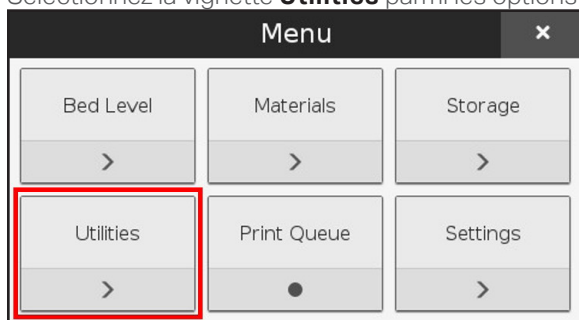 Sélectionnez la vignette Utilities parmi les options
Menu ×
Bed Level Materials Storage
> > >
Utilities Print Queue Settings
> ● >